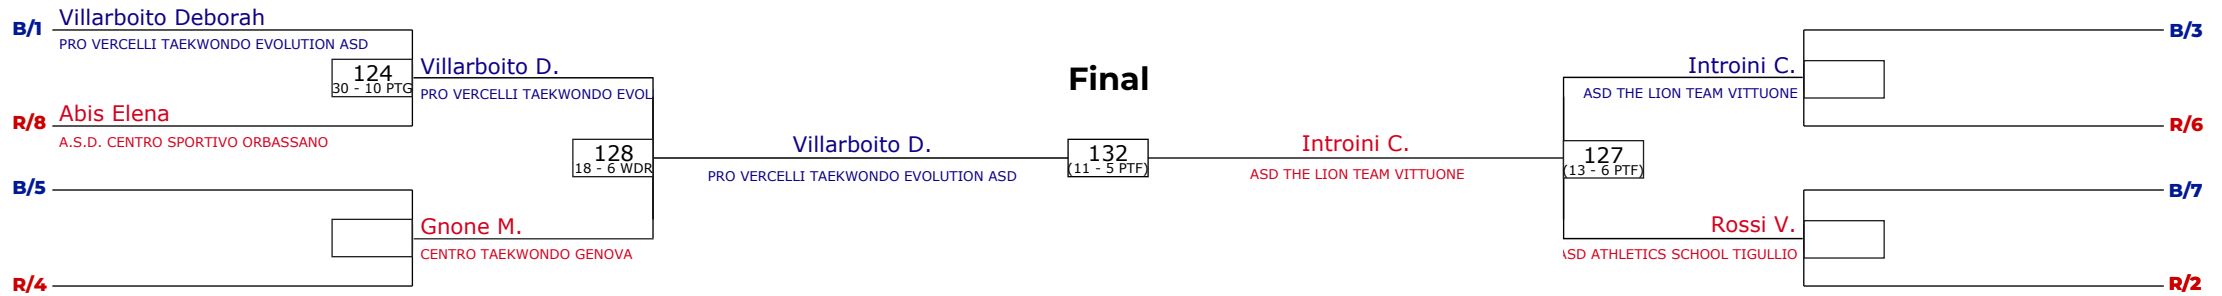 B/1
Villarboito Deborah
PRO VERCELLI TAEKWONDO EVOLUTION ASD
124
30 - 10 PTG
R/8
Abis Elena
A.S.D. CENTRO SPORTIVO ORBASSANO
Villarboito D.
PRO VERCELLI TAEKWONDO EVOL
128
18 - 6 WDR
B/5
R/4
Gnone M.
CENTRO TAEKWONDO GENOVA
Final
Villarboito D.
PRO VERCELLI TAEKWONDO EVOLUTION ASD
132
(11 - 5 PTF)
Introini C.
ASD THE LION TEAM VITTUONE
Introini C.
ASD THE LION TEAM VITTUONE
127
(13 - 6 PTF)
Rossi V.
ASD ATHLETICS SCHOOL TIGULLIO
B/3
R/6
B/7
R/2